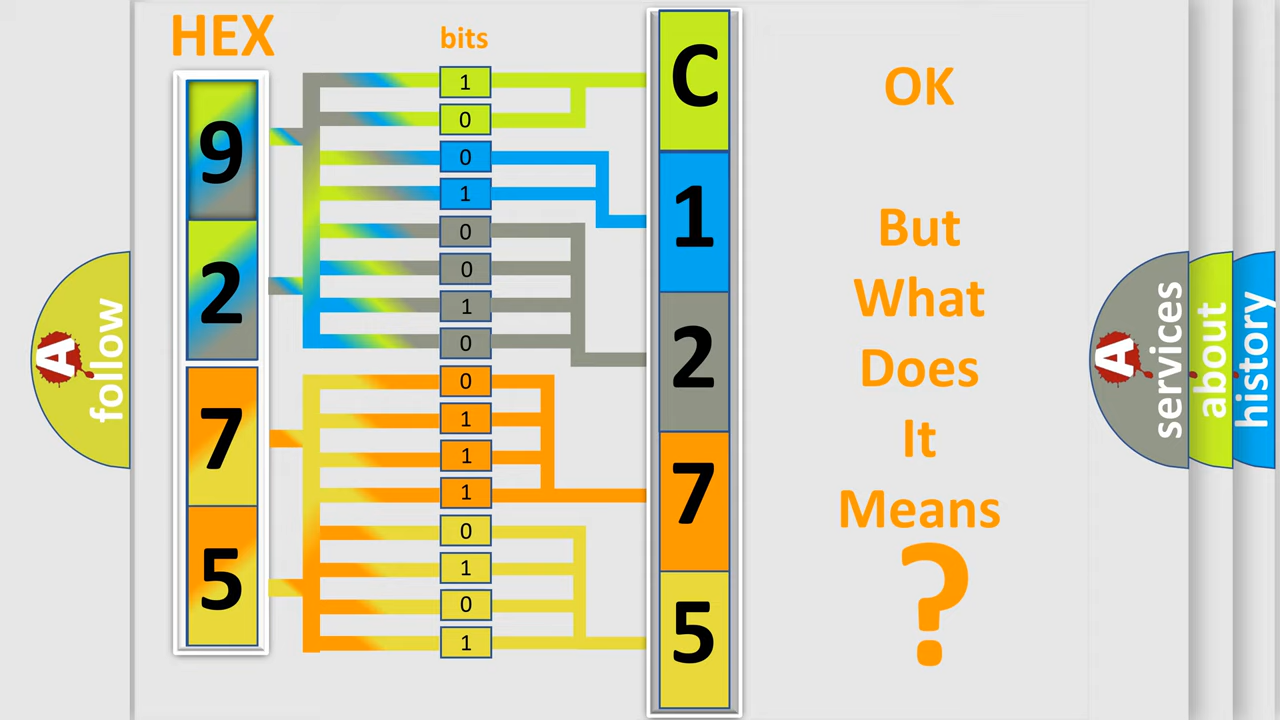 HEX
bits
9
2
7
5
1
0
0
1
0
0
1
0
0
1
1
1
0
1
0
1
C
1
2
7
5
OK
But
What
Does
It
Means
?
A
follow
A
services
about
history